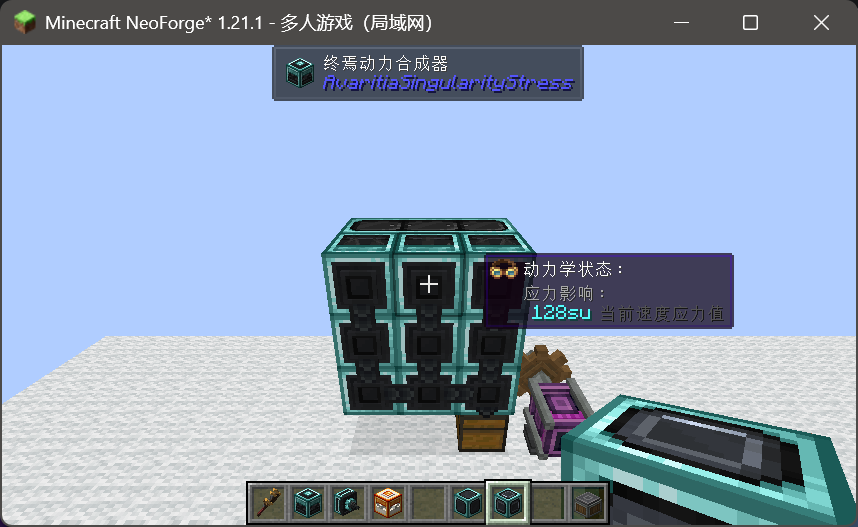 Minecraft NeoForge* 1.21.1 - 多人游戏（局域网）
终焉动力合成器
AvaritiaSingularityStress
动力学状态：
应力影响：
128su 当前速度应力值